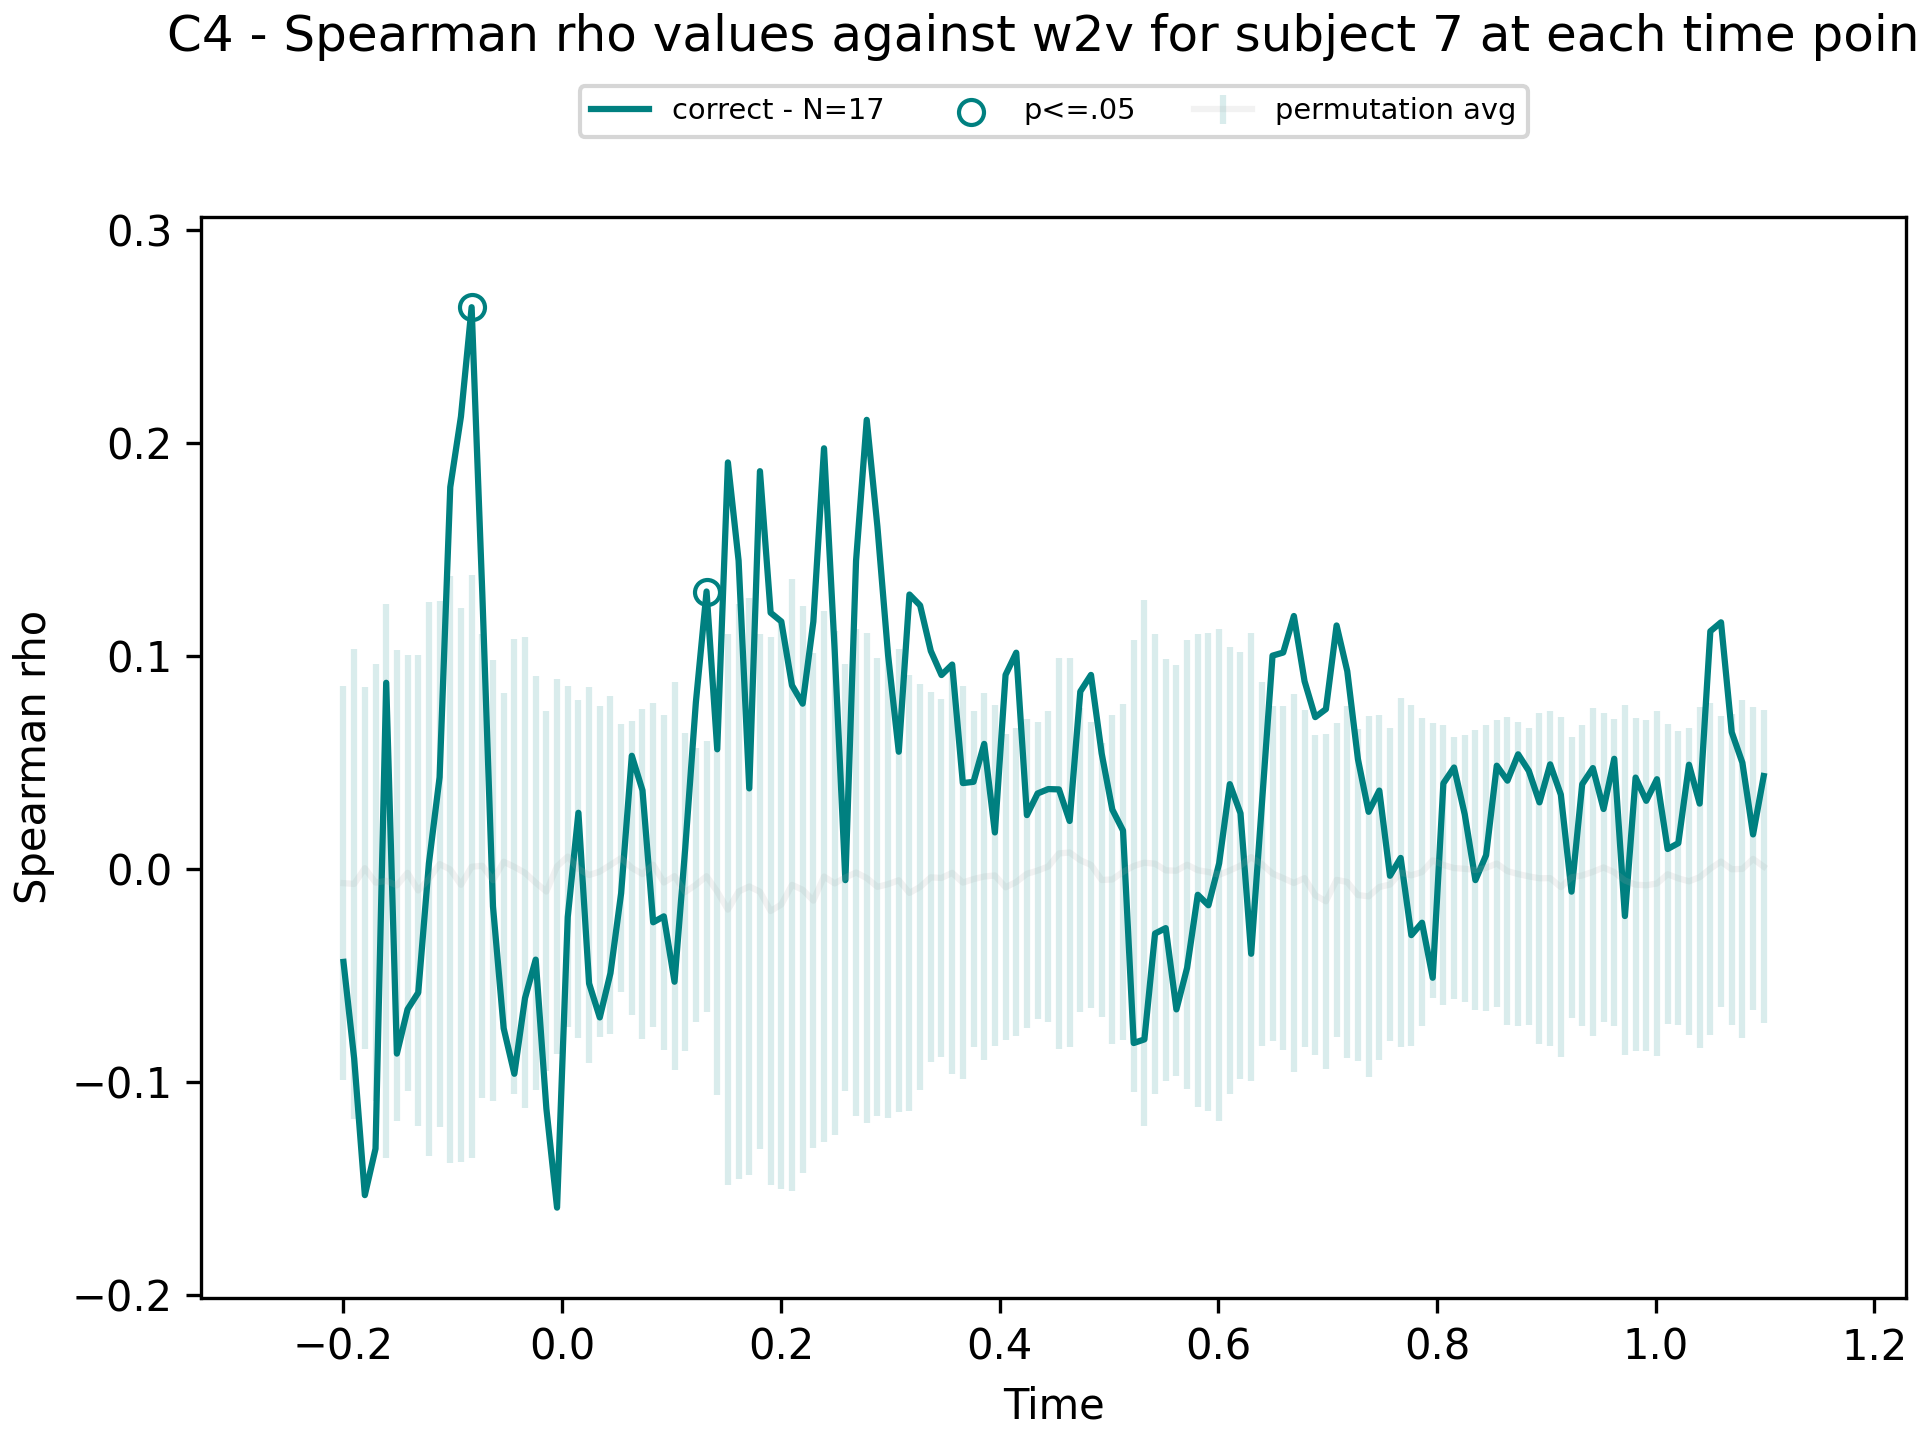 C4 - Spearman rho values against w2v for subject 7 at each time poin
correct - N=17 p<=.05 permutation avg
0.3
0.2
0.1
0.0
−0.1
−0.2
Spearman rho
−0.2 0.0 0.2 0.4 0.6 0.8 1.0 1.2
Time